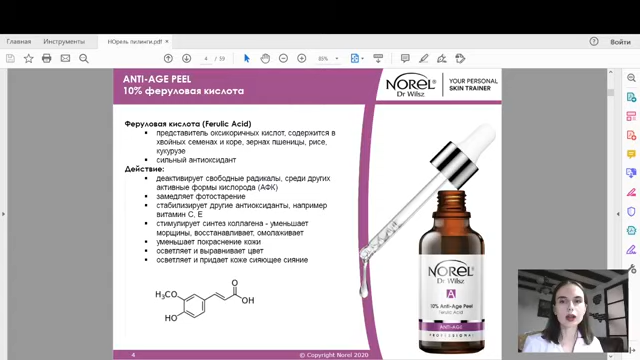 Главная
Инструменты
НОрель пилинги.pdf
×
?
Войти
4 / 39
85%
ANTI-AGE PEEL
10% феруловая кислота
NOREL
Dr Wilsz
YOUR PERSONAL
SKIN TRAINER
Феруловая кислота (Ferulic Acid)
представитель оксикоричных кислот, содержится в
хвойных семенах и коре, зернах пшеницы, рисе,
кукурузе
сильный антиоксидант
Действие:
деактивирует свободные радикалы, среди других
активные формы кислорода (АФК)
замедляет фотостарение
стабилизирует другие антиоксиданты, например
витамин С, Е
стимулирует синтез коллагена - уменьшает
морщины, восстанавливает, омолаживает
уменьшает покраснение кожи
осветляет и выравнивает цвет
осветляет и придает коже сияющее сияние
O
H₃CO
OH
HO
NOREL
Dr Wilsz
A
10% Anti-Age Peel
Ferulic Acid
ANTI-AGE
PROFESSIONAL
4
© Copyright Norel 2020